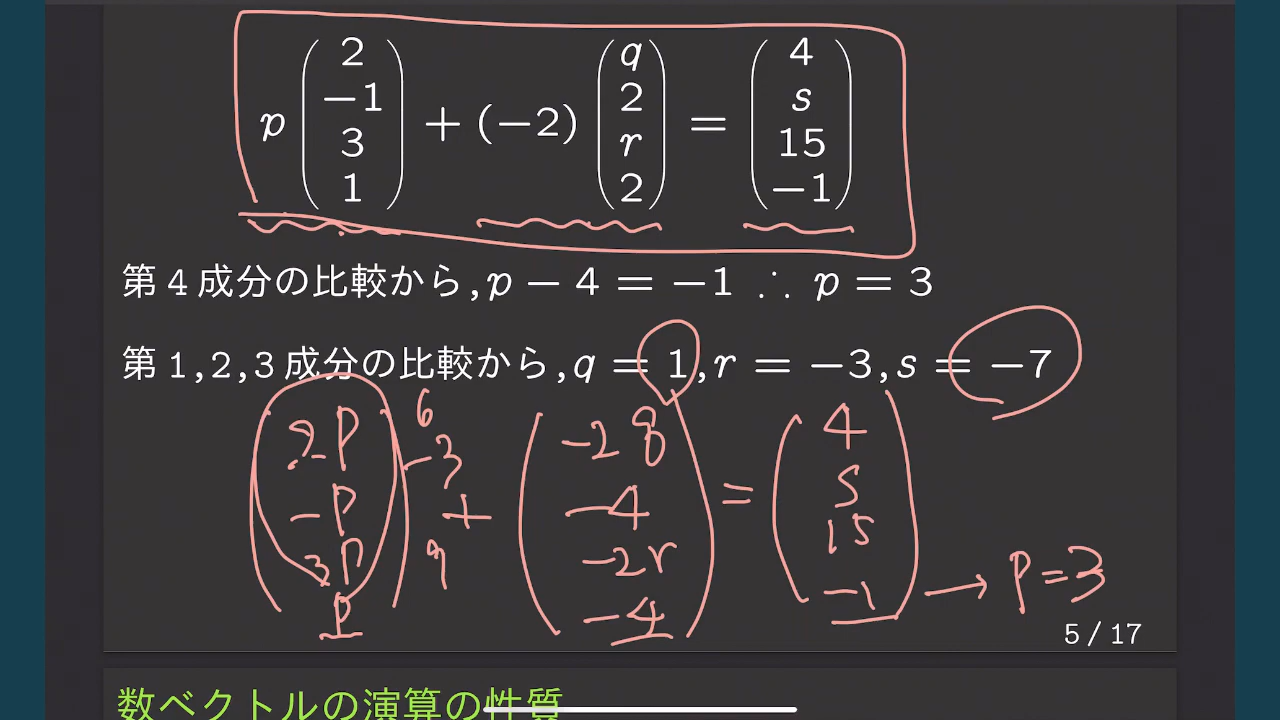 p ( 2 -1 3 1 ) + (-2) ( q 2 r 2 ) = ( 4 s 15 -1 )
第4成分の比較から,p − 4 = −1 ∴ p = 3
第1,2,3成分の比較から,q = 1,r = −3,s = −7
( 2P -P 3P P ) 6 -3 9 + ( -2q -4 -2r -4 ) = ( 4 s 15 -1 ) → P=3
5 / 17
数ベクトルの演算の性質